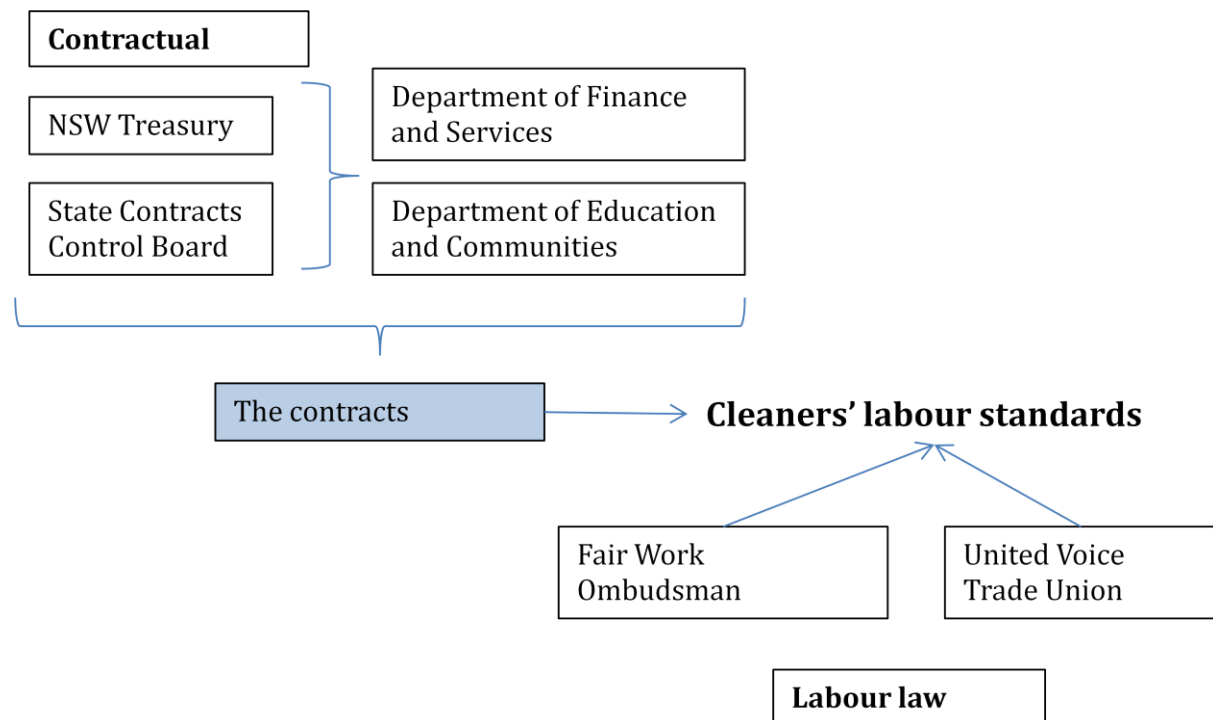 Contractual
NSW Treasury
Department of Finance
and Services
State Contracts
Control Board
Department of Education
and Communities
The contracts
Cleaners’ labour standards
Fair Work
Ombudsman
United Voice
Trade Union
Labour law